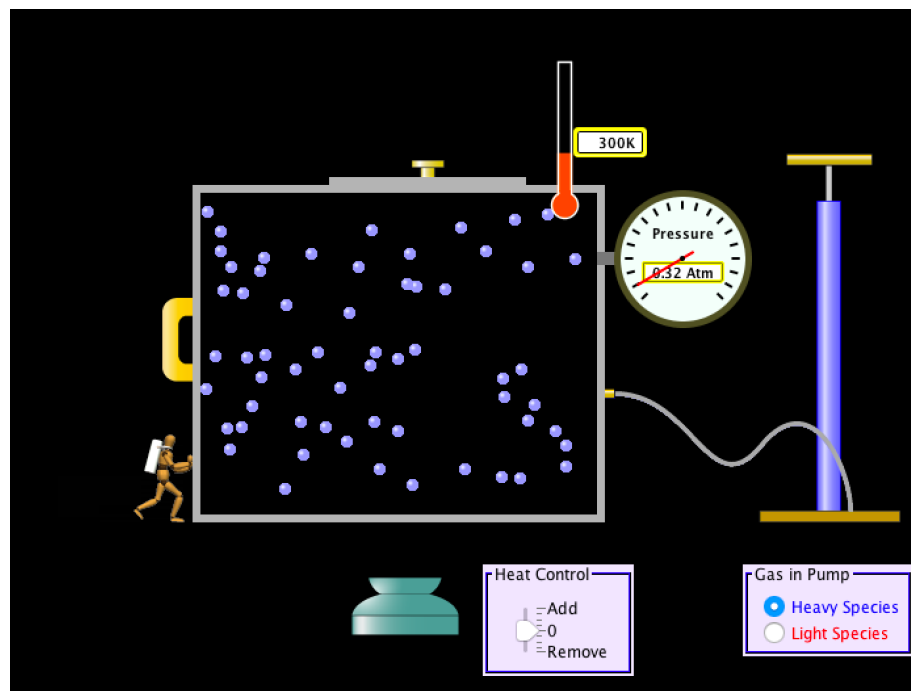 300K
Pressure
0.32 Atm
Heat Control
Add
0
Remove
Gas in Pump
Heavy Species
Light Species